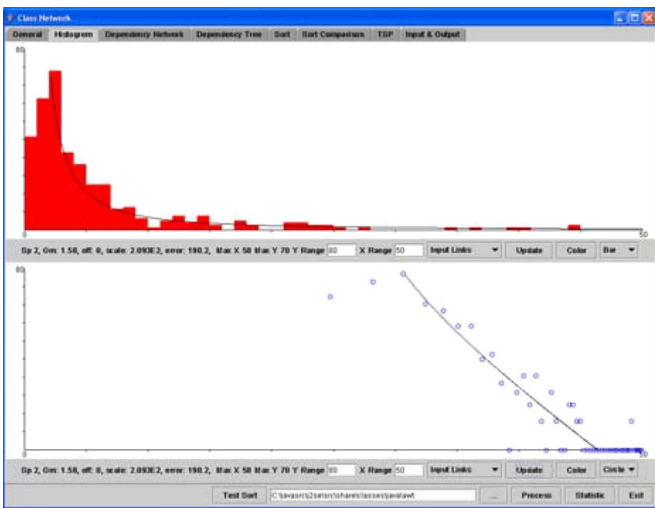 Class Network
General Histogram Dependency Network Dependency Tree Sort Sort Comparison TSP Input & Output
80
0 50
Sp 2, Gm: 1.58, off: 0, scale: 2.093E2, error: 190.2, Max X 50 Max Y 70 Y Range 80 X Range 50 Input Links Update Color Bar
80
0 50
Sp 2, Gm: 1.58, off: 0, scale: 2.093E2, error: 190.2, Max X 50 Max Y 70 Y Range 80 X Range 50 Input Links Update Color Circle
Test Sort ... Process Statistic Exit